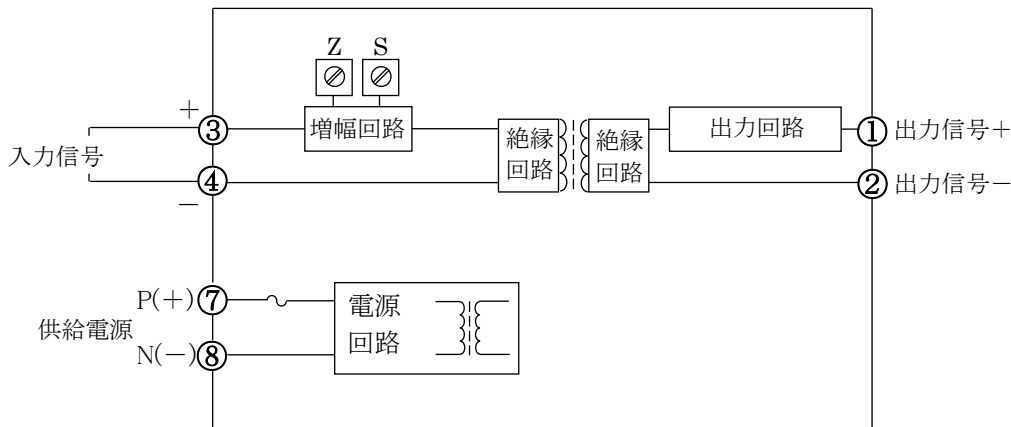 Z S
+
③ 増幅回路 絶縁 絶縁 出力回路 ① 出力信号+
入力信号 回路 回路
④ ② 出力信号−
−
P(+) ⑦ 電源
供給電源 回路
N(−) ⑧